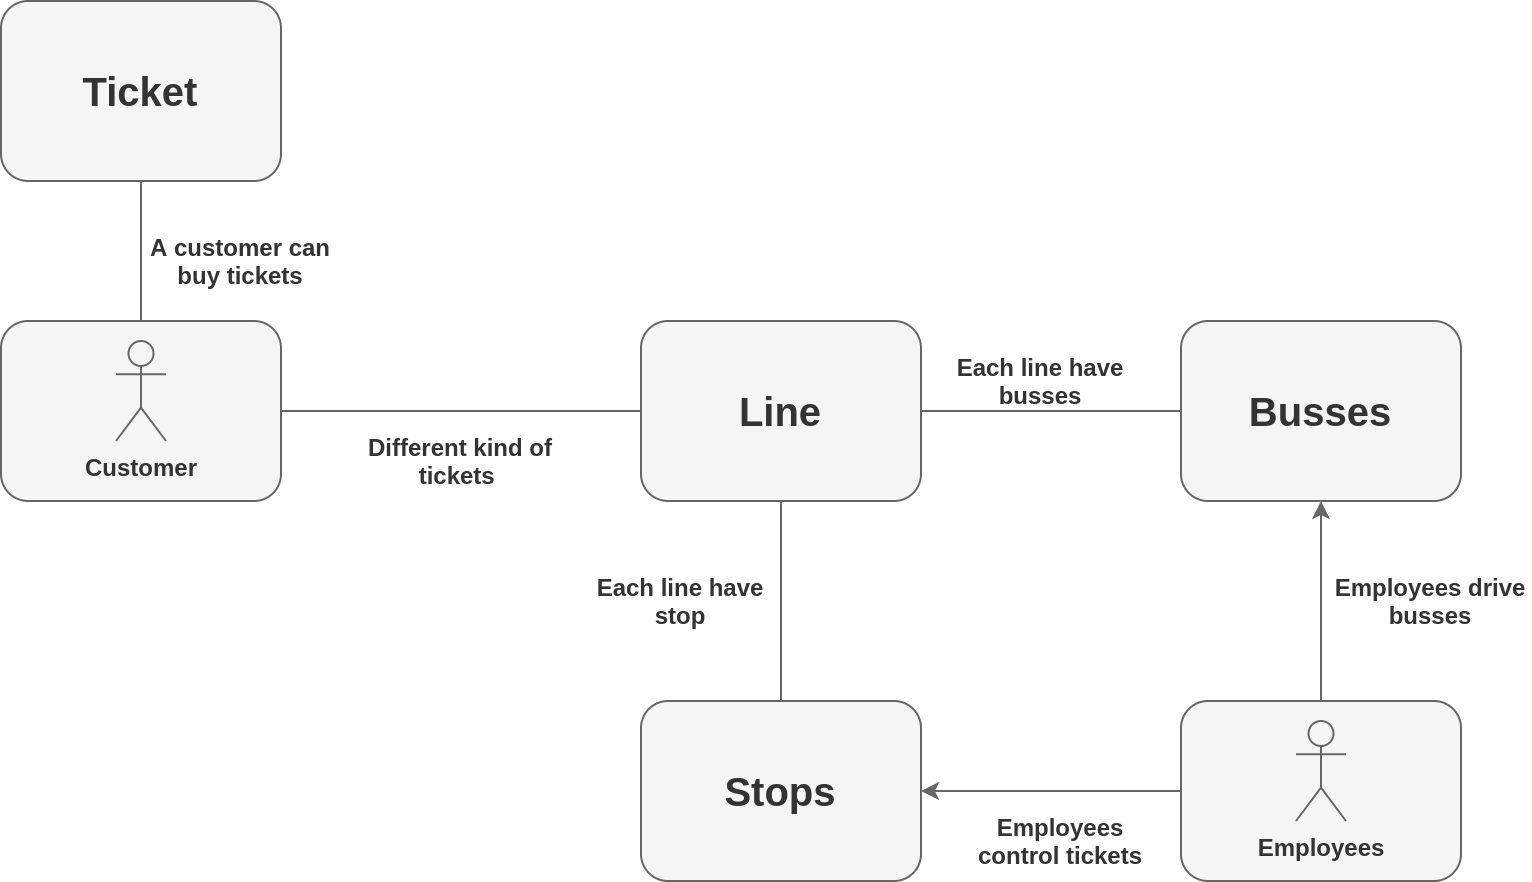 Ticket
A customer can
buy tickets
Customer
Different kind of
tickets
Line
Each line have
busses
Busses
Each line have
stop
Employees drive
busses
Stops
Employees
control tickets
Employees